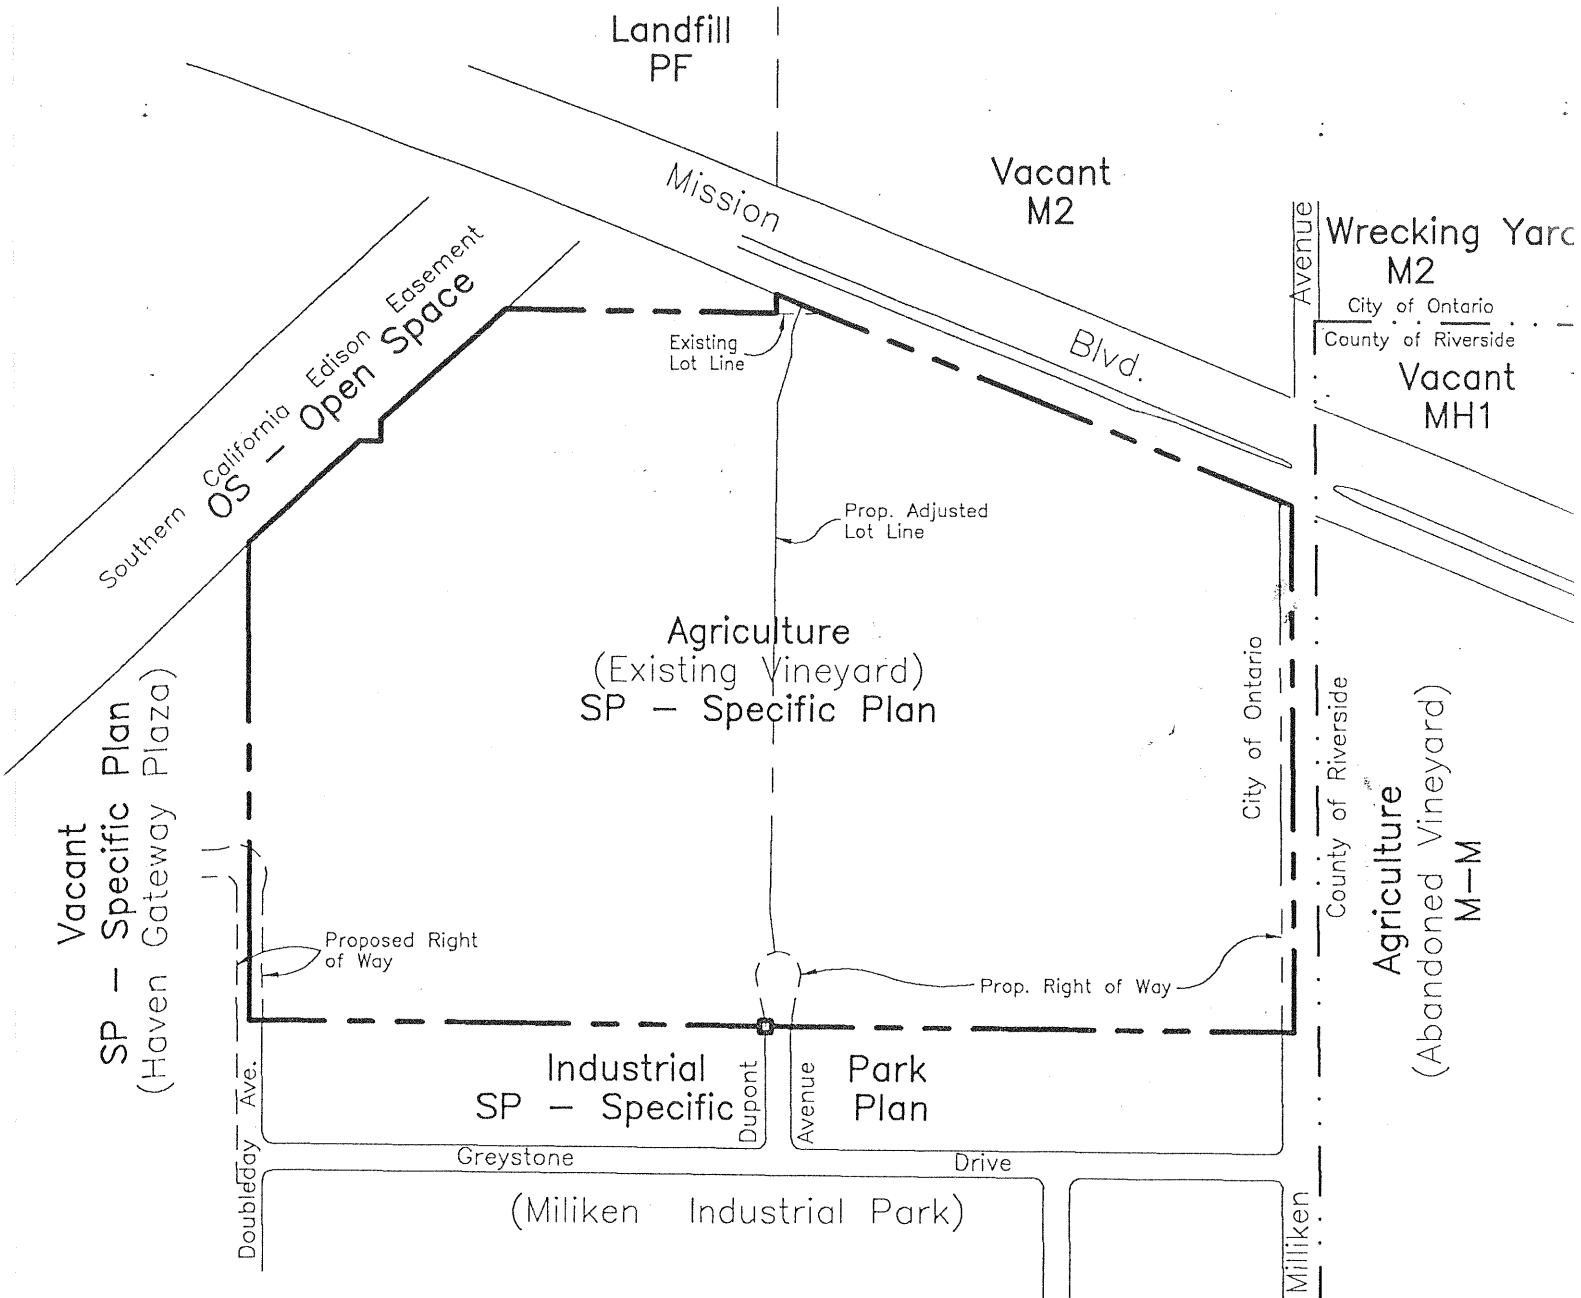 Landfill
PF
Mission
Blvd.
Vacant
M2
Avenue
Wrecking Yard
M2
City of Ontario
County of Riverside
Vacant
MH1
Southern California Edison Easement
OS – Open Space
Existing
Lot Line
Prop. Adjusted
Lot Line
Agriculture
(Existing Vineyard)
SP – Specific Plan
City of Ontario
County of Riverside
Agriculture
(Abandoned Vineyard)
M–M
Vacant
SP – Specific Plan
(Haven Gateway Plaza)
Proposed Right
of Way
Prop. Right of Way
Industrial Park
SP – Specific Plan
Dupont
Avenue
Doubleday Ave.
Greystone Drive
(Miliken Industrial Park)
Milliken